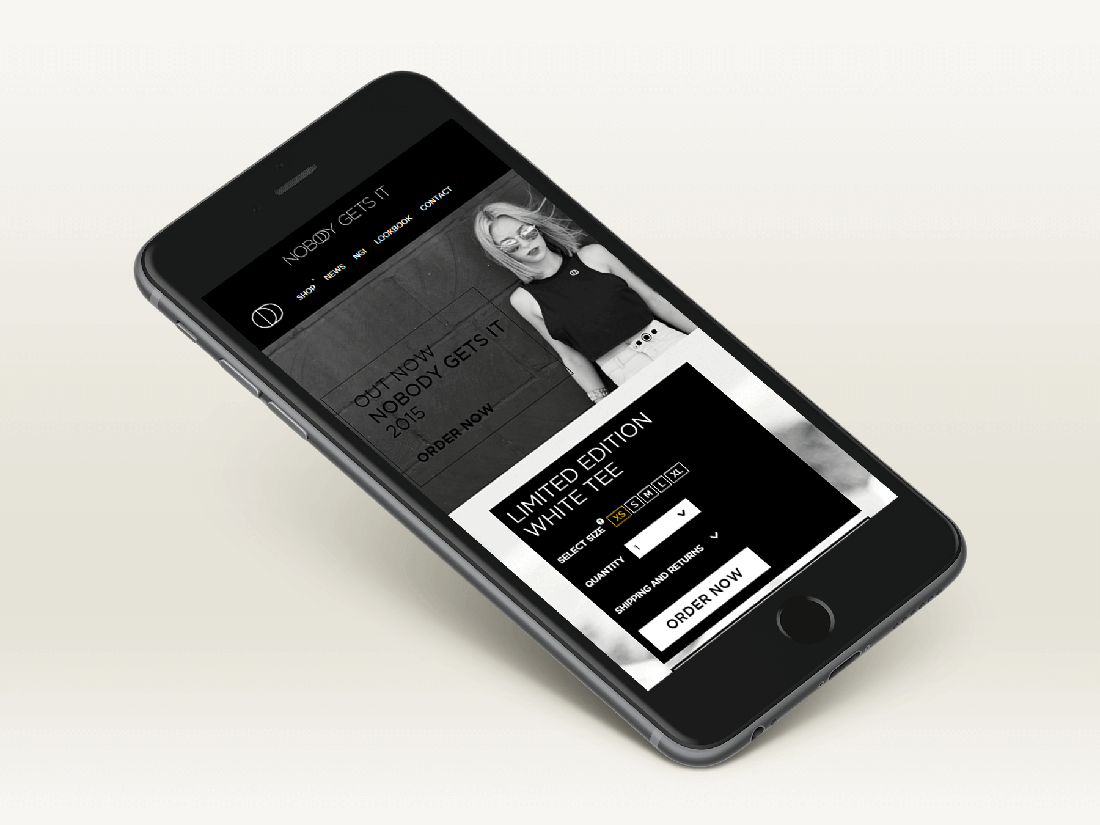 NOBODY GETS IT
SHOP NEWS NGI LOOKBOOK CONTACT
OUT NOW
NOBODY GETS IT
2015
ORDER NOW
LIMITED EDITION
WHITE TEE
SELECT SIZE ? XS S M L XL
QUANTITY 1
SHIPPING AND RETURNS
ORDER NOW